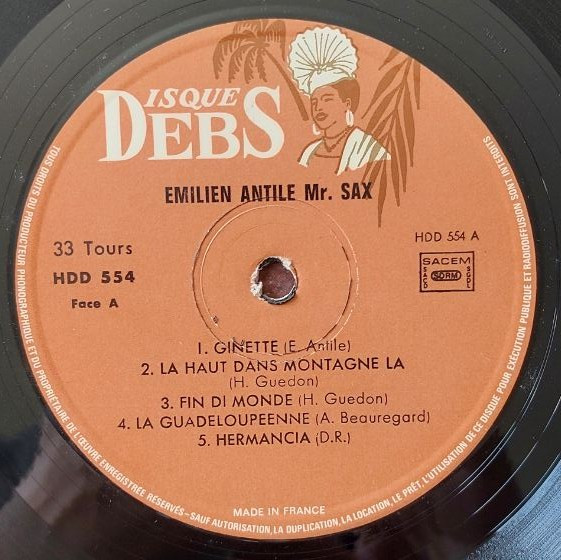 DISQUE
DEBS
EMILIEN ANTILE Mr. SAX
33 Tours
HDD 554
Face A
HDD 554 A
SACEM
SACD
SDRM
SGDL
1. GINETTE (E. Antile)
2. LA HAUT DANS MONTAGNE LA
(H. Guedon)
3. FIN DI MONDE (H. Guedon)
4. LA GUADELOUPEENNE (A. Beauregard)
5. HERMANCIA (D.R.)
MADE IN FRANCE
TOUS DROITS DU PRODUCTEUR PHONOGRAPHIQUE ET DU PROPRIÉTAIRE DE L'ŒUVRE ENREGISTREE RÉSERVÉS-SAUF AUTORISATION, LA DUPLICATION, LA LOCATION, LE PRÊT, L'UTILISATION DE CE DISQUE POUR EXÉCUTION PUBLIQUE ET RADIODIFFUSION SONT INTERDITS